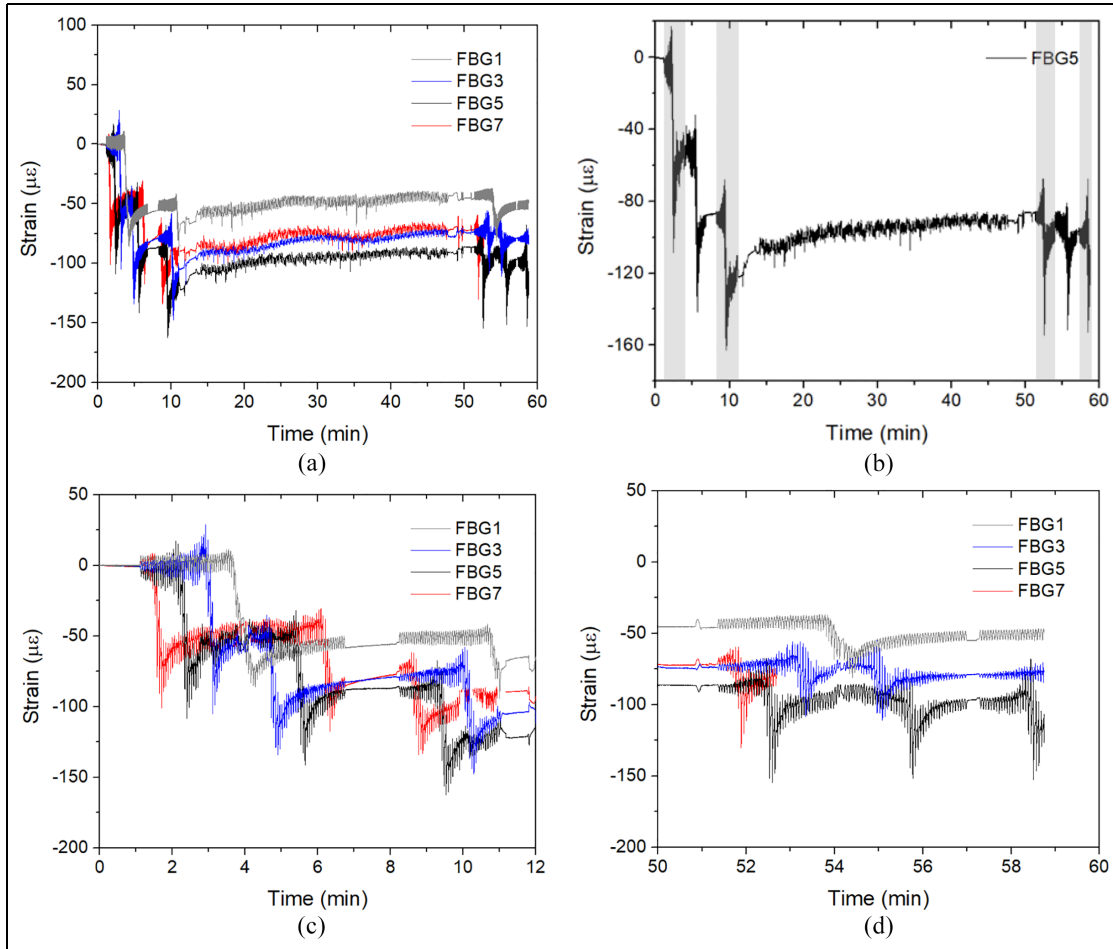 100
50
0
-50
-100
-150
-200
Strain (με)
FBG1
FBG3
FBG5
FBG7
0 10 20 30 40 50 60
Time (min)
(a)
0
-40
-80
-120
-160
Strain (με)
FBG5
0 10 20 30 40 50 60
Time (min)
(b)
50
0
-50
-100
-150
-200
Strain (με)
FBG1
FBG3
FBG5
FBG7
0 2 4 6 8 10 12
Time (min)
(c)
50
0
-50
-100
-150
-200
Strain (με)
FBG1
FBG3
FBG5
FBG7
50 52 54 56 58 60
Time (min)
(d)